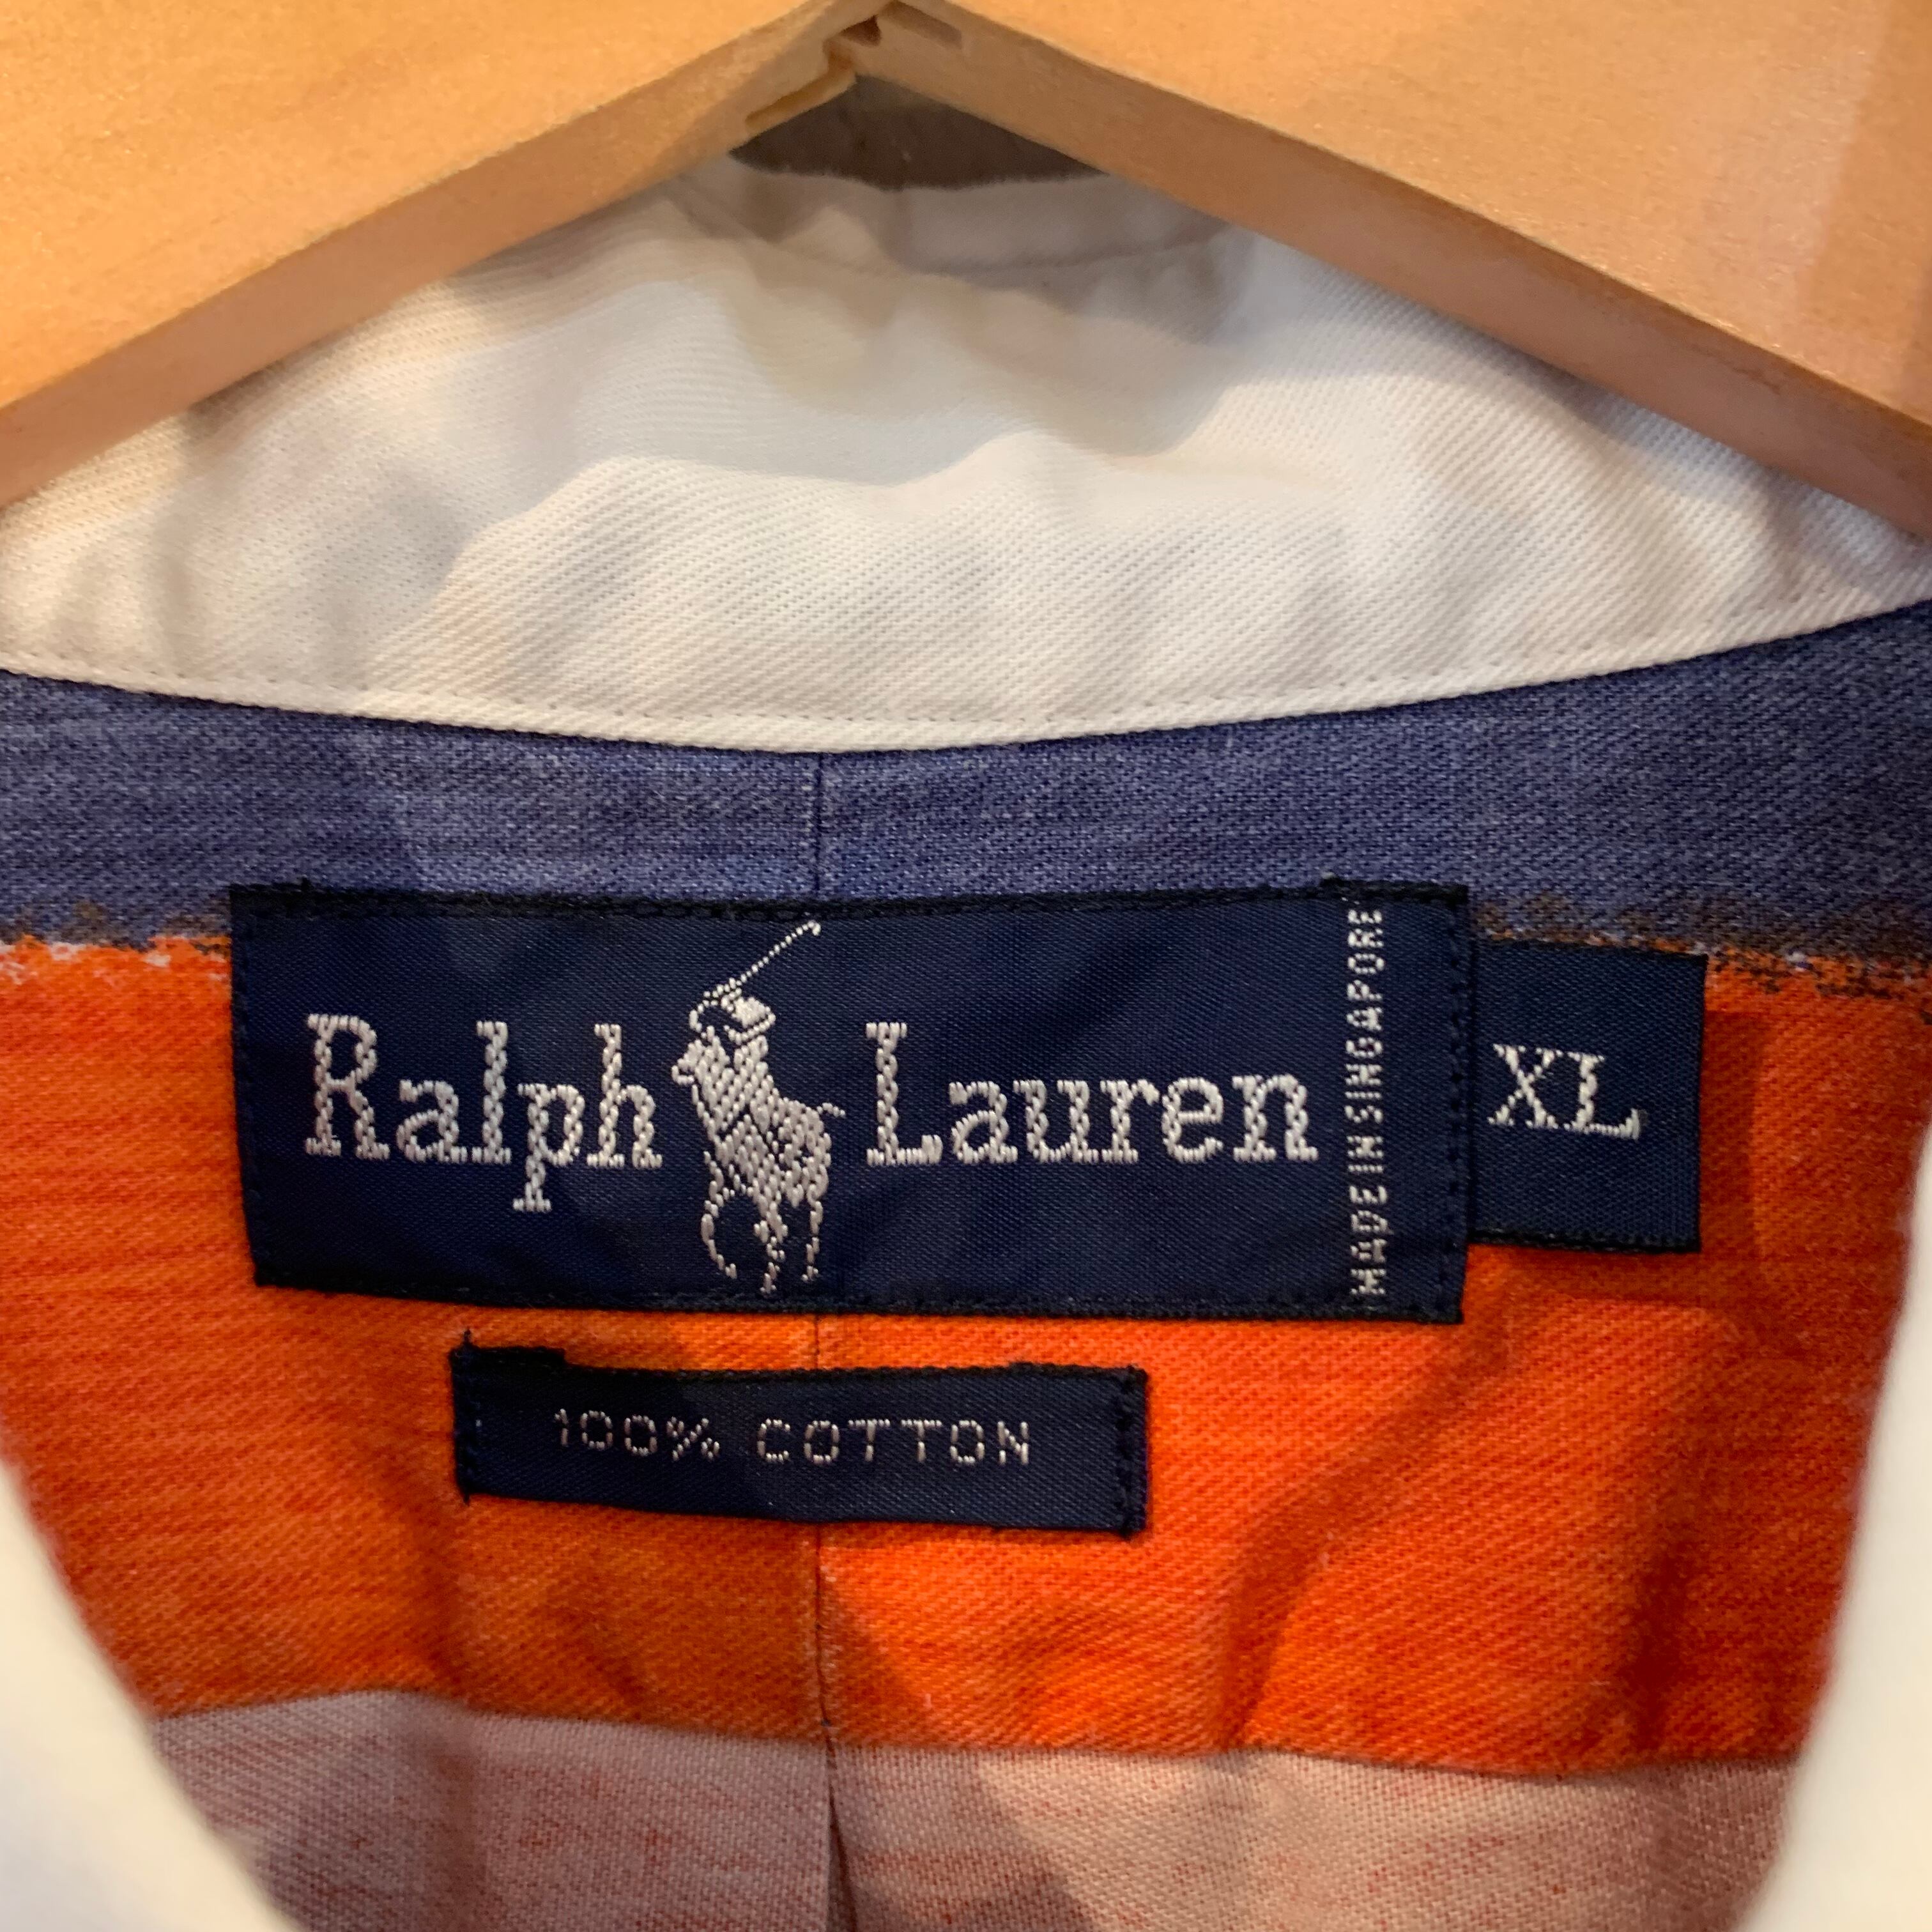 Ralph Lauren
MADE IN SINGAPORE
XL
100% COTTON